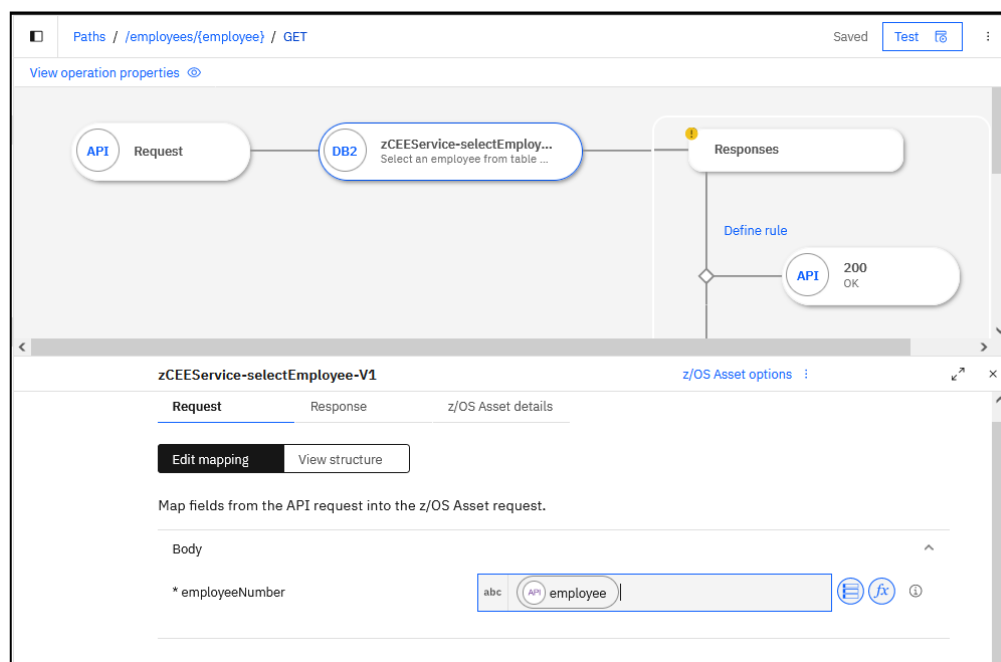 Paths / /employees/{employee} / GET
Saved
Test
View operation properties
API
Request
DB2
zCEEService-selectEmploy...
Select an employee from table ...
Responses
Define rule
API
200
OK
zCEEService-selectEmployee-V1
z/OS Asset options
Request
Response
z/OS Asset details
Edit mapping
View structure
Map fields from the API request into the z/OS Asset request.
Body
* employeeNumber
abc
API
employee
fx